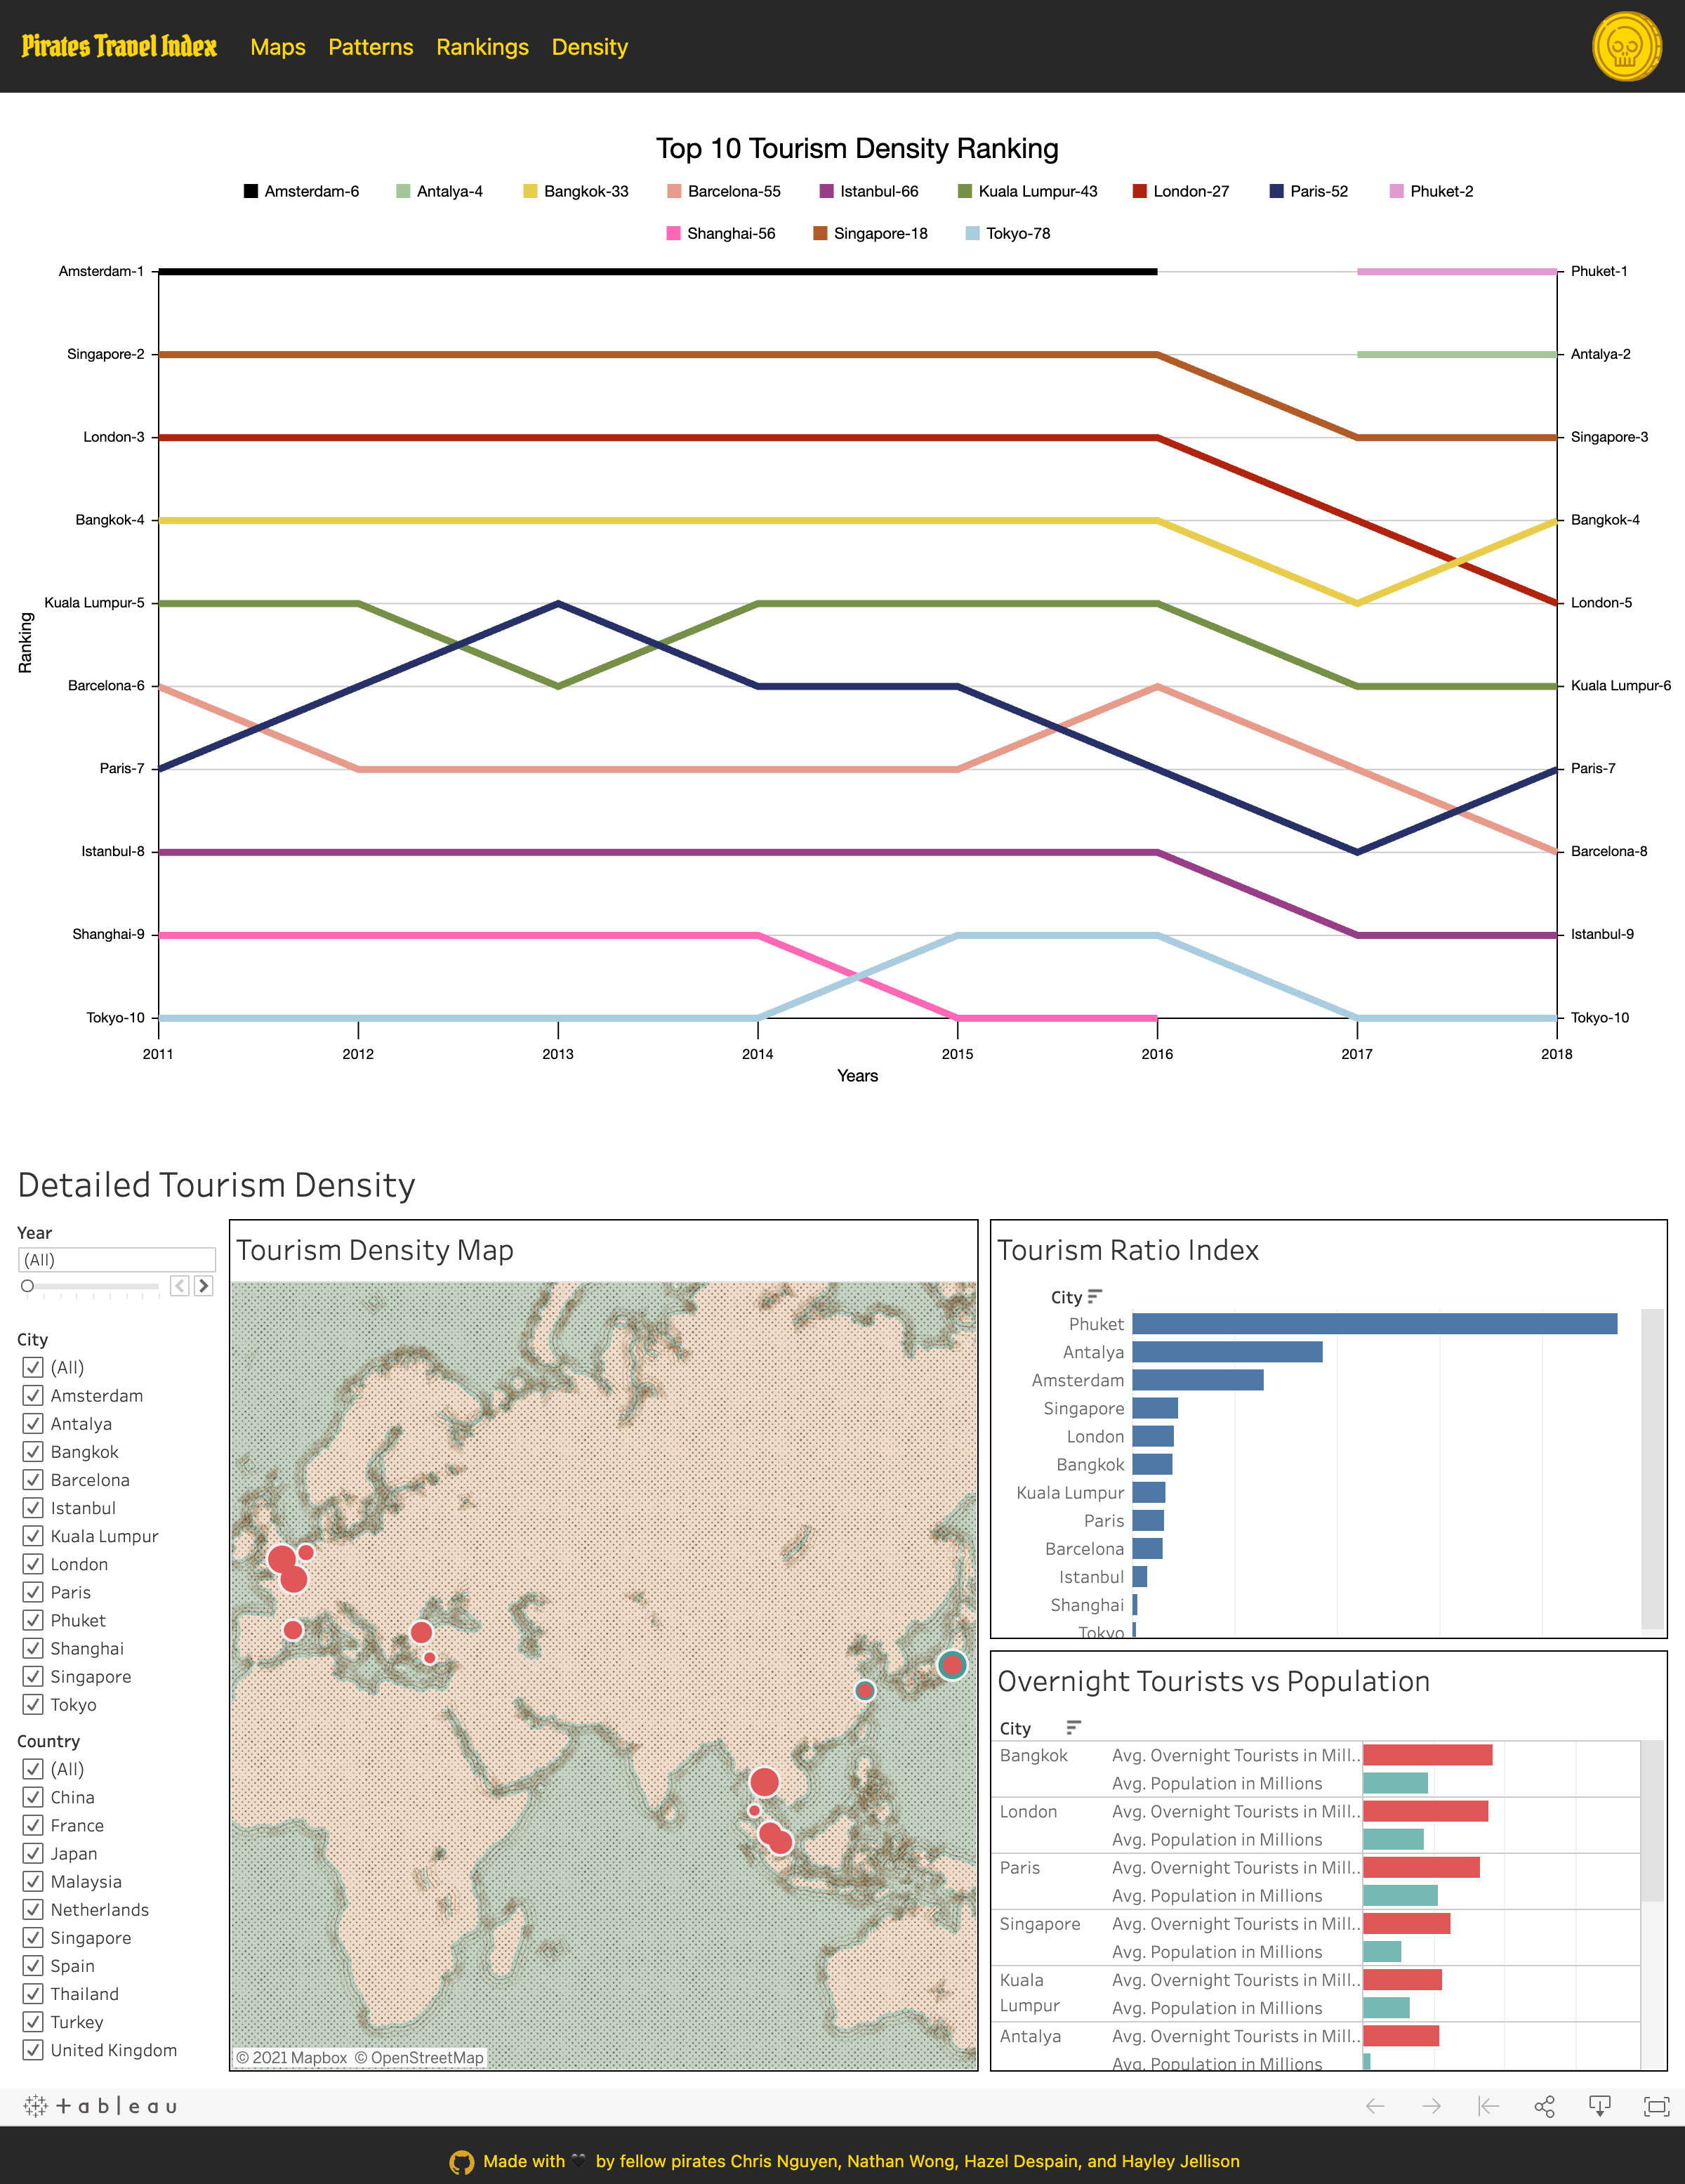 Pirates Travel Index Maps Patterns Rankings Density
Top 10 Tourism Density Ranking
Amsterdam-6 Antalya-4 Bangkok-33 Barcelona-55 Istanbul-66 Kuala Lumpur-43 London-27 Paris-52 Phuket-2
Shanghai-56 Singapore-18 Tokyo-78
Amsterdam-1 Phuket-1
Singapore-2 Antalya-2
London-3 Singapore-3
Bangkok-4 Bangkok-4
Kuala Lumpur-5 London-5
Ranking
Barcelona-6 Kuala Lumpur-6
Paris-7 Paris-7
Istanbul-8 Barcelona-8
Shanghai-9 Istanbul-9
Tokyo-10 Tokyo-10
2011 2012 2013 2014 2015 2016 2017 2018
Years
Detailed Tourism Density
Year
(All)
City
(All)
Amsterdam
Antalya
Bangkok
Barcelona
Istanbul
Kuala Lumpur
London
Paris
Phuket
Shanghai
Singapore
Tokyo
Country
(All)
China
France
Japan
Malaysia
Netherlands
Singapore
Spain
Thailand
Turkey
United Kingdom
Tourism Density Map
© 2021 Mapbox © OpenStreetMap
Tourism Ratio Index
City
Phuket
Antalya
Amsterdam
Singapore
London
Bangkok
Kuala Lumpur
Paris
Barcelona
Istanbul
Shanghai
Tokyo
Overnight Tourists vs Population
City
Bangkok Avg. Overnight Tourists in Mill..
Avg. Population in Millions
London Avg. Overnight Tourists in Mill..
Avg. Population in Millions
Paris Avg. Overnight Tourists in Mill..
Avg. Population in Millions
Singapore Avg. Overnight Tourists in Mill..
Avg. Population in Millions
Kuala Avg. Overnight Tourists in Mill..
Lumpur Avg. Population in Millions
Antalya Avg. Overnight Tourists in Mill..
Avg. Population in Millions
+ableau
Made with 🖤 by fellow pirates Chris Nguyen, Nathan Wong, Hazel Despain, and Hayley Jellison